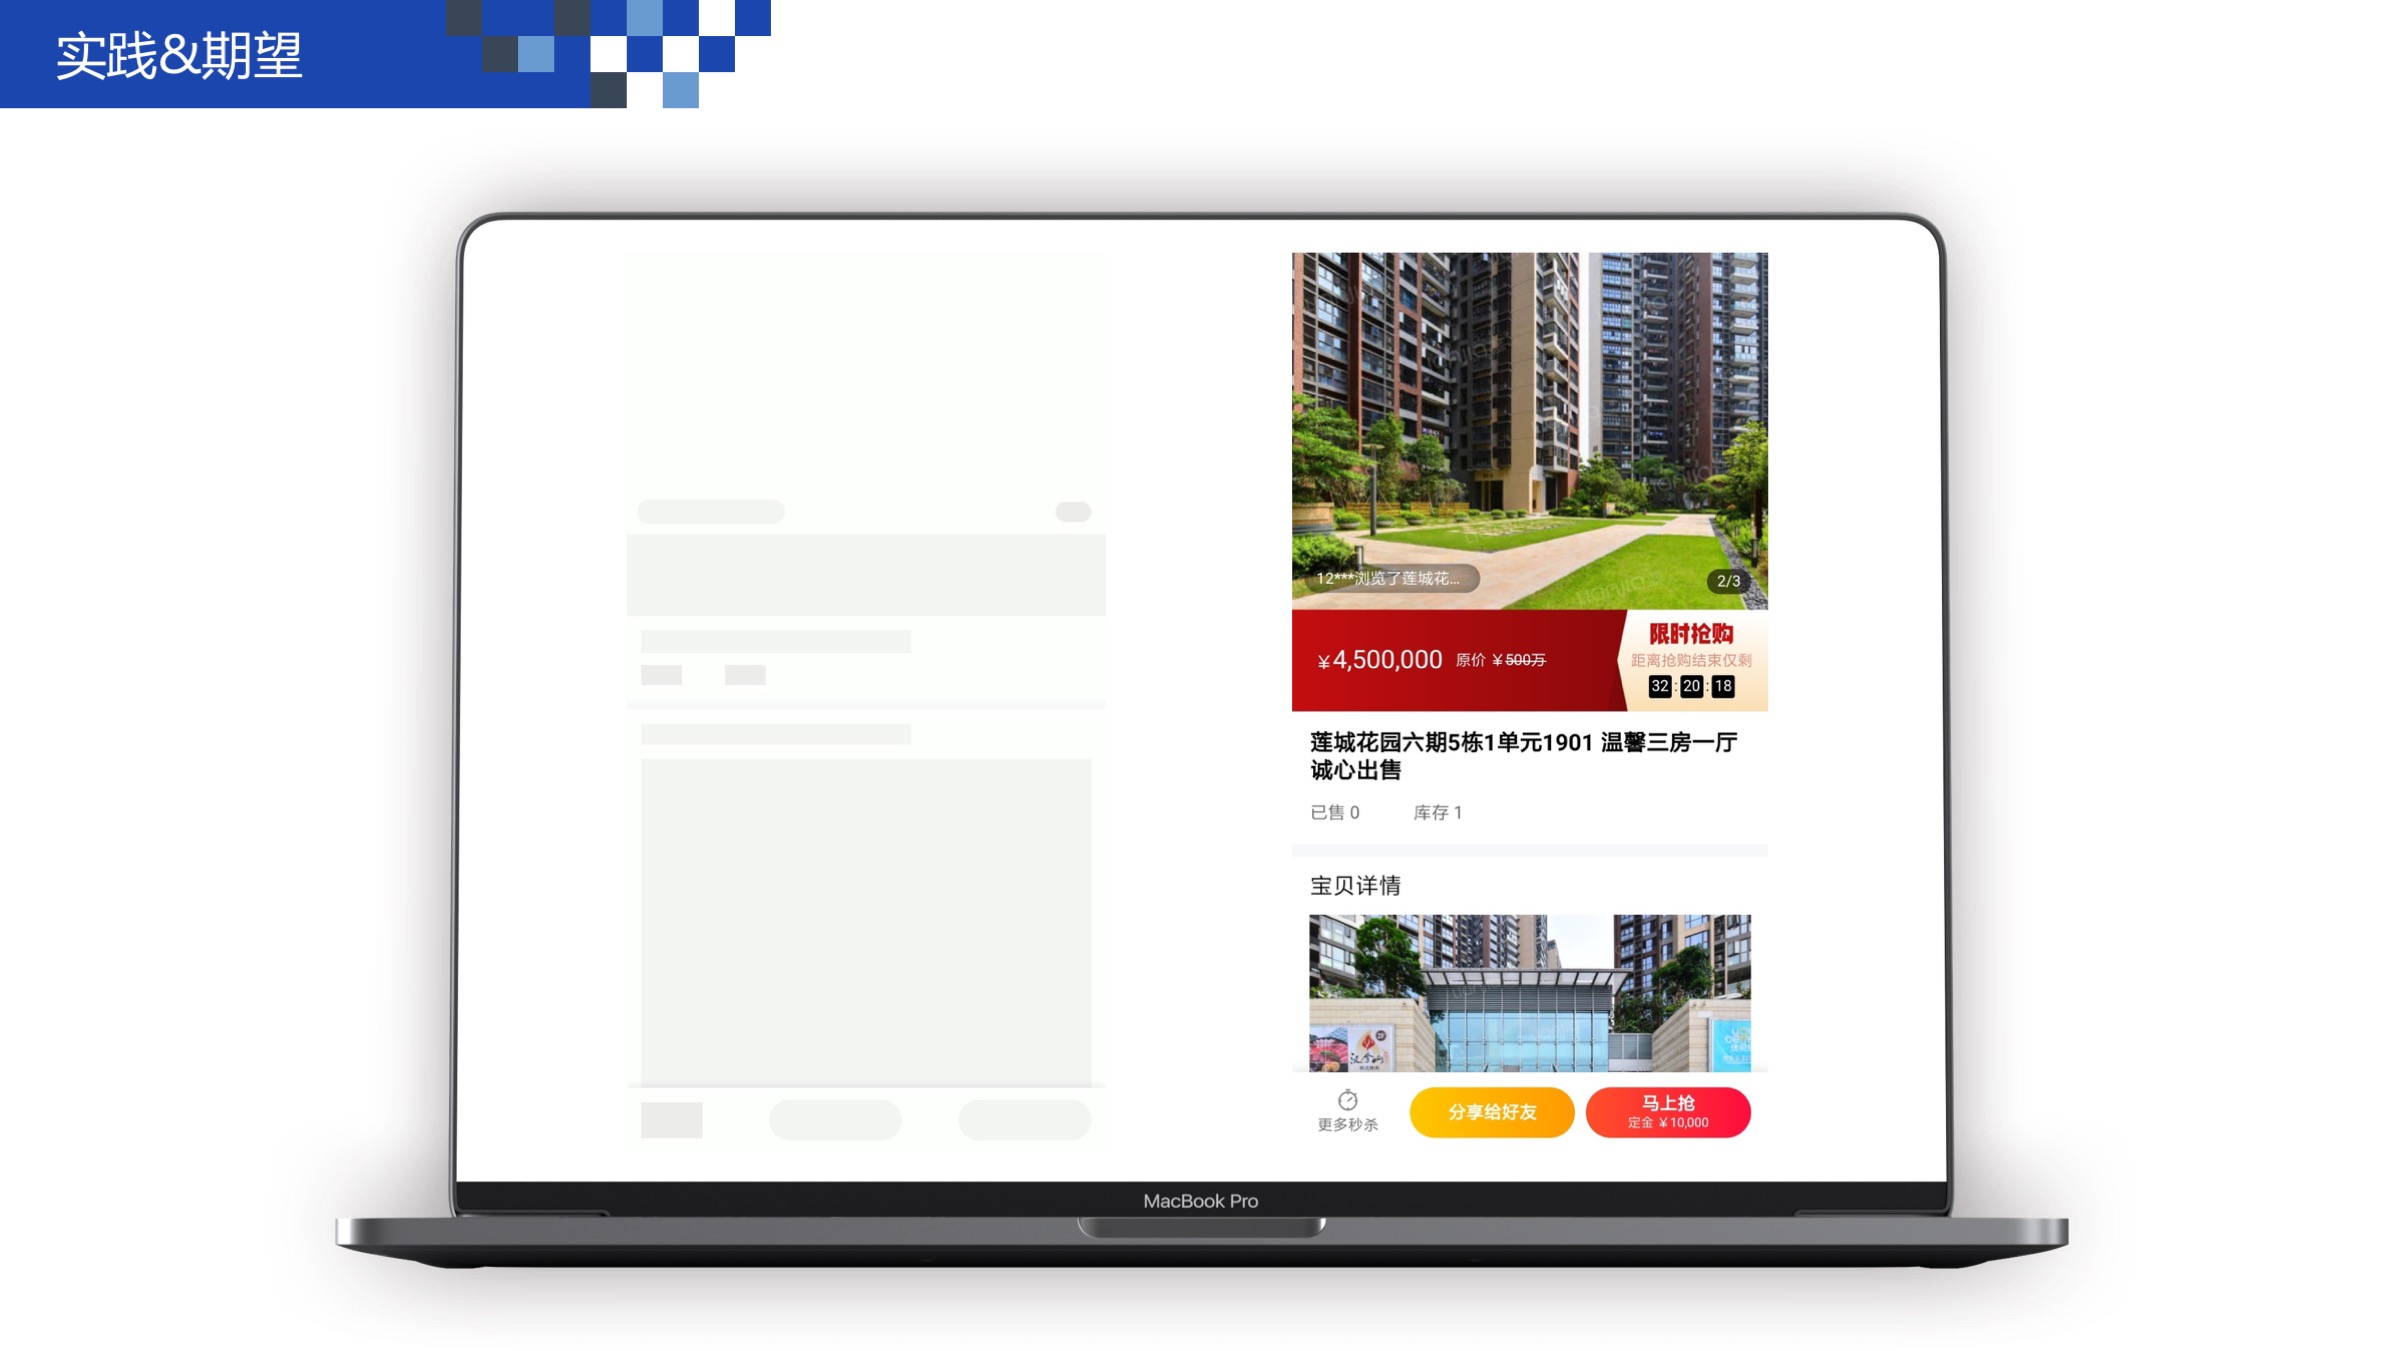 实践&期望
12***浏览了莲城花...
2/3
¥4,500,000 原价 ¥500万
限时抢购
距离抢购结束仅剩
32:20:18
莲城花园六期5栋1单元1901 温馨三房一厅
诚心出售
已售 0 库存 1
宝贝详情
更多秒杀
分享给好友
马上抢
定金 ¥10,000
MacBook Pro